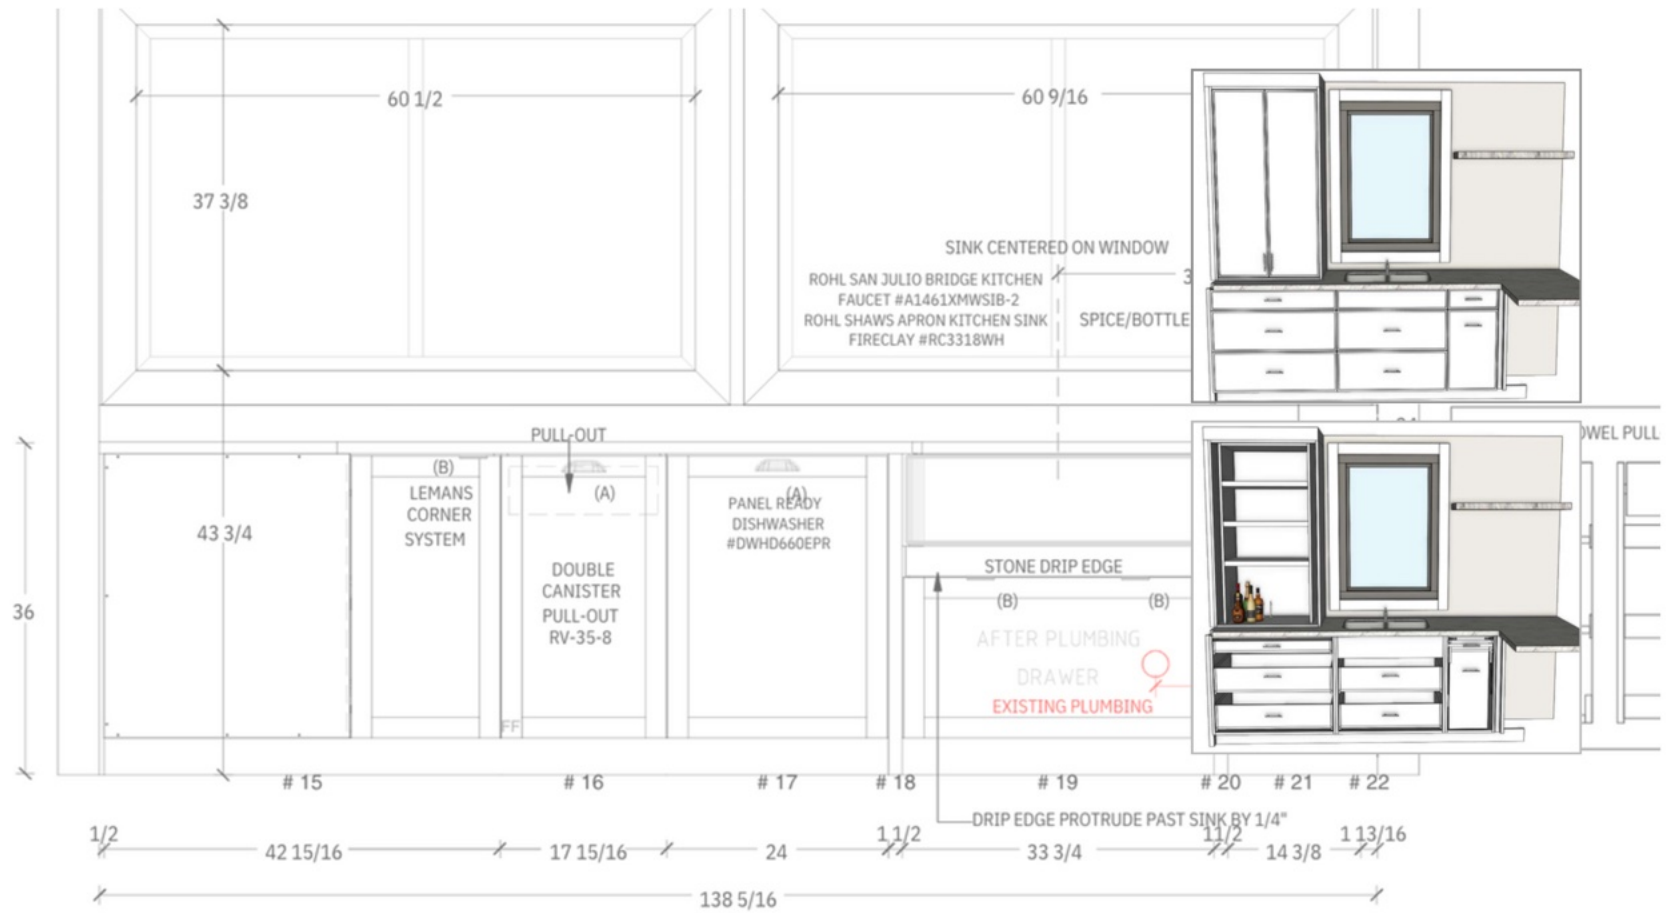 60 1/2
60 9/16
37 3/8
SINK CENTERED ON WINDOW
ROHL SAN JULIO BRIDGE KITCHEN
FAUCET #A1461XMWSIB-2
ROHL SHAWS APRON KITCHEN SINK
FIRECLAY #RC3318WH
3
SPICE/BOTTLE
PULL-OUT
OWEL PULL
(B)
LEMANS
CORNER
SYSTEM
(A)
DOUBLE
CANISTER
PULL-OUT
RV-35-8
FF
(A)
PANEL READY
DISHWASHER
#DWHD660EPR
43 3/4
36
STONE DRIP EDGE
(B)
(B)
AFTER PLUMBING
DRAWER
EXISTING PLUMBING
# 15
# 16
# 17
# 18
# 19
# 20
# 21
# 22
DRIP EDGE PROTRUDE PAST SINK BY 1/4"
1/2
42 15/16
17 15/16
24
1 1/2
33 3/4
11/2
14 3/8
1 13/16
138 5/16